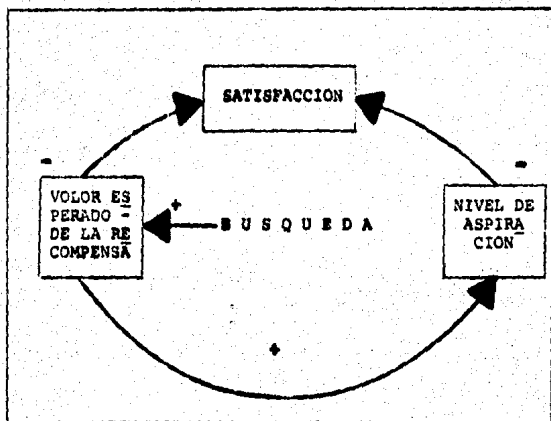 SATISFACCION
-
-
VOLOR ES
PERADO -
DE LA RE
COMPENSA
+
B U S Q U E D A
NIVEL DE
ASPIRA
CION
+